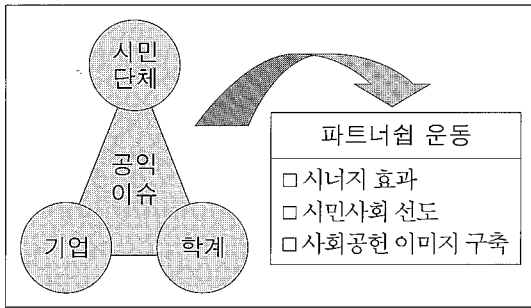 시민
단체
공익
이슈
기업
학계
파트너쉽 운동
□ 시너지 효과
□ 시민사회 선도
□ 사회공헌 이미지 구축